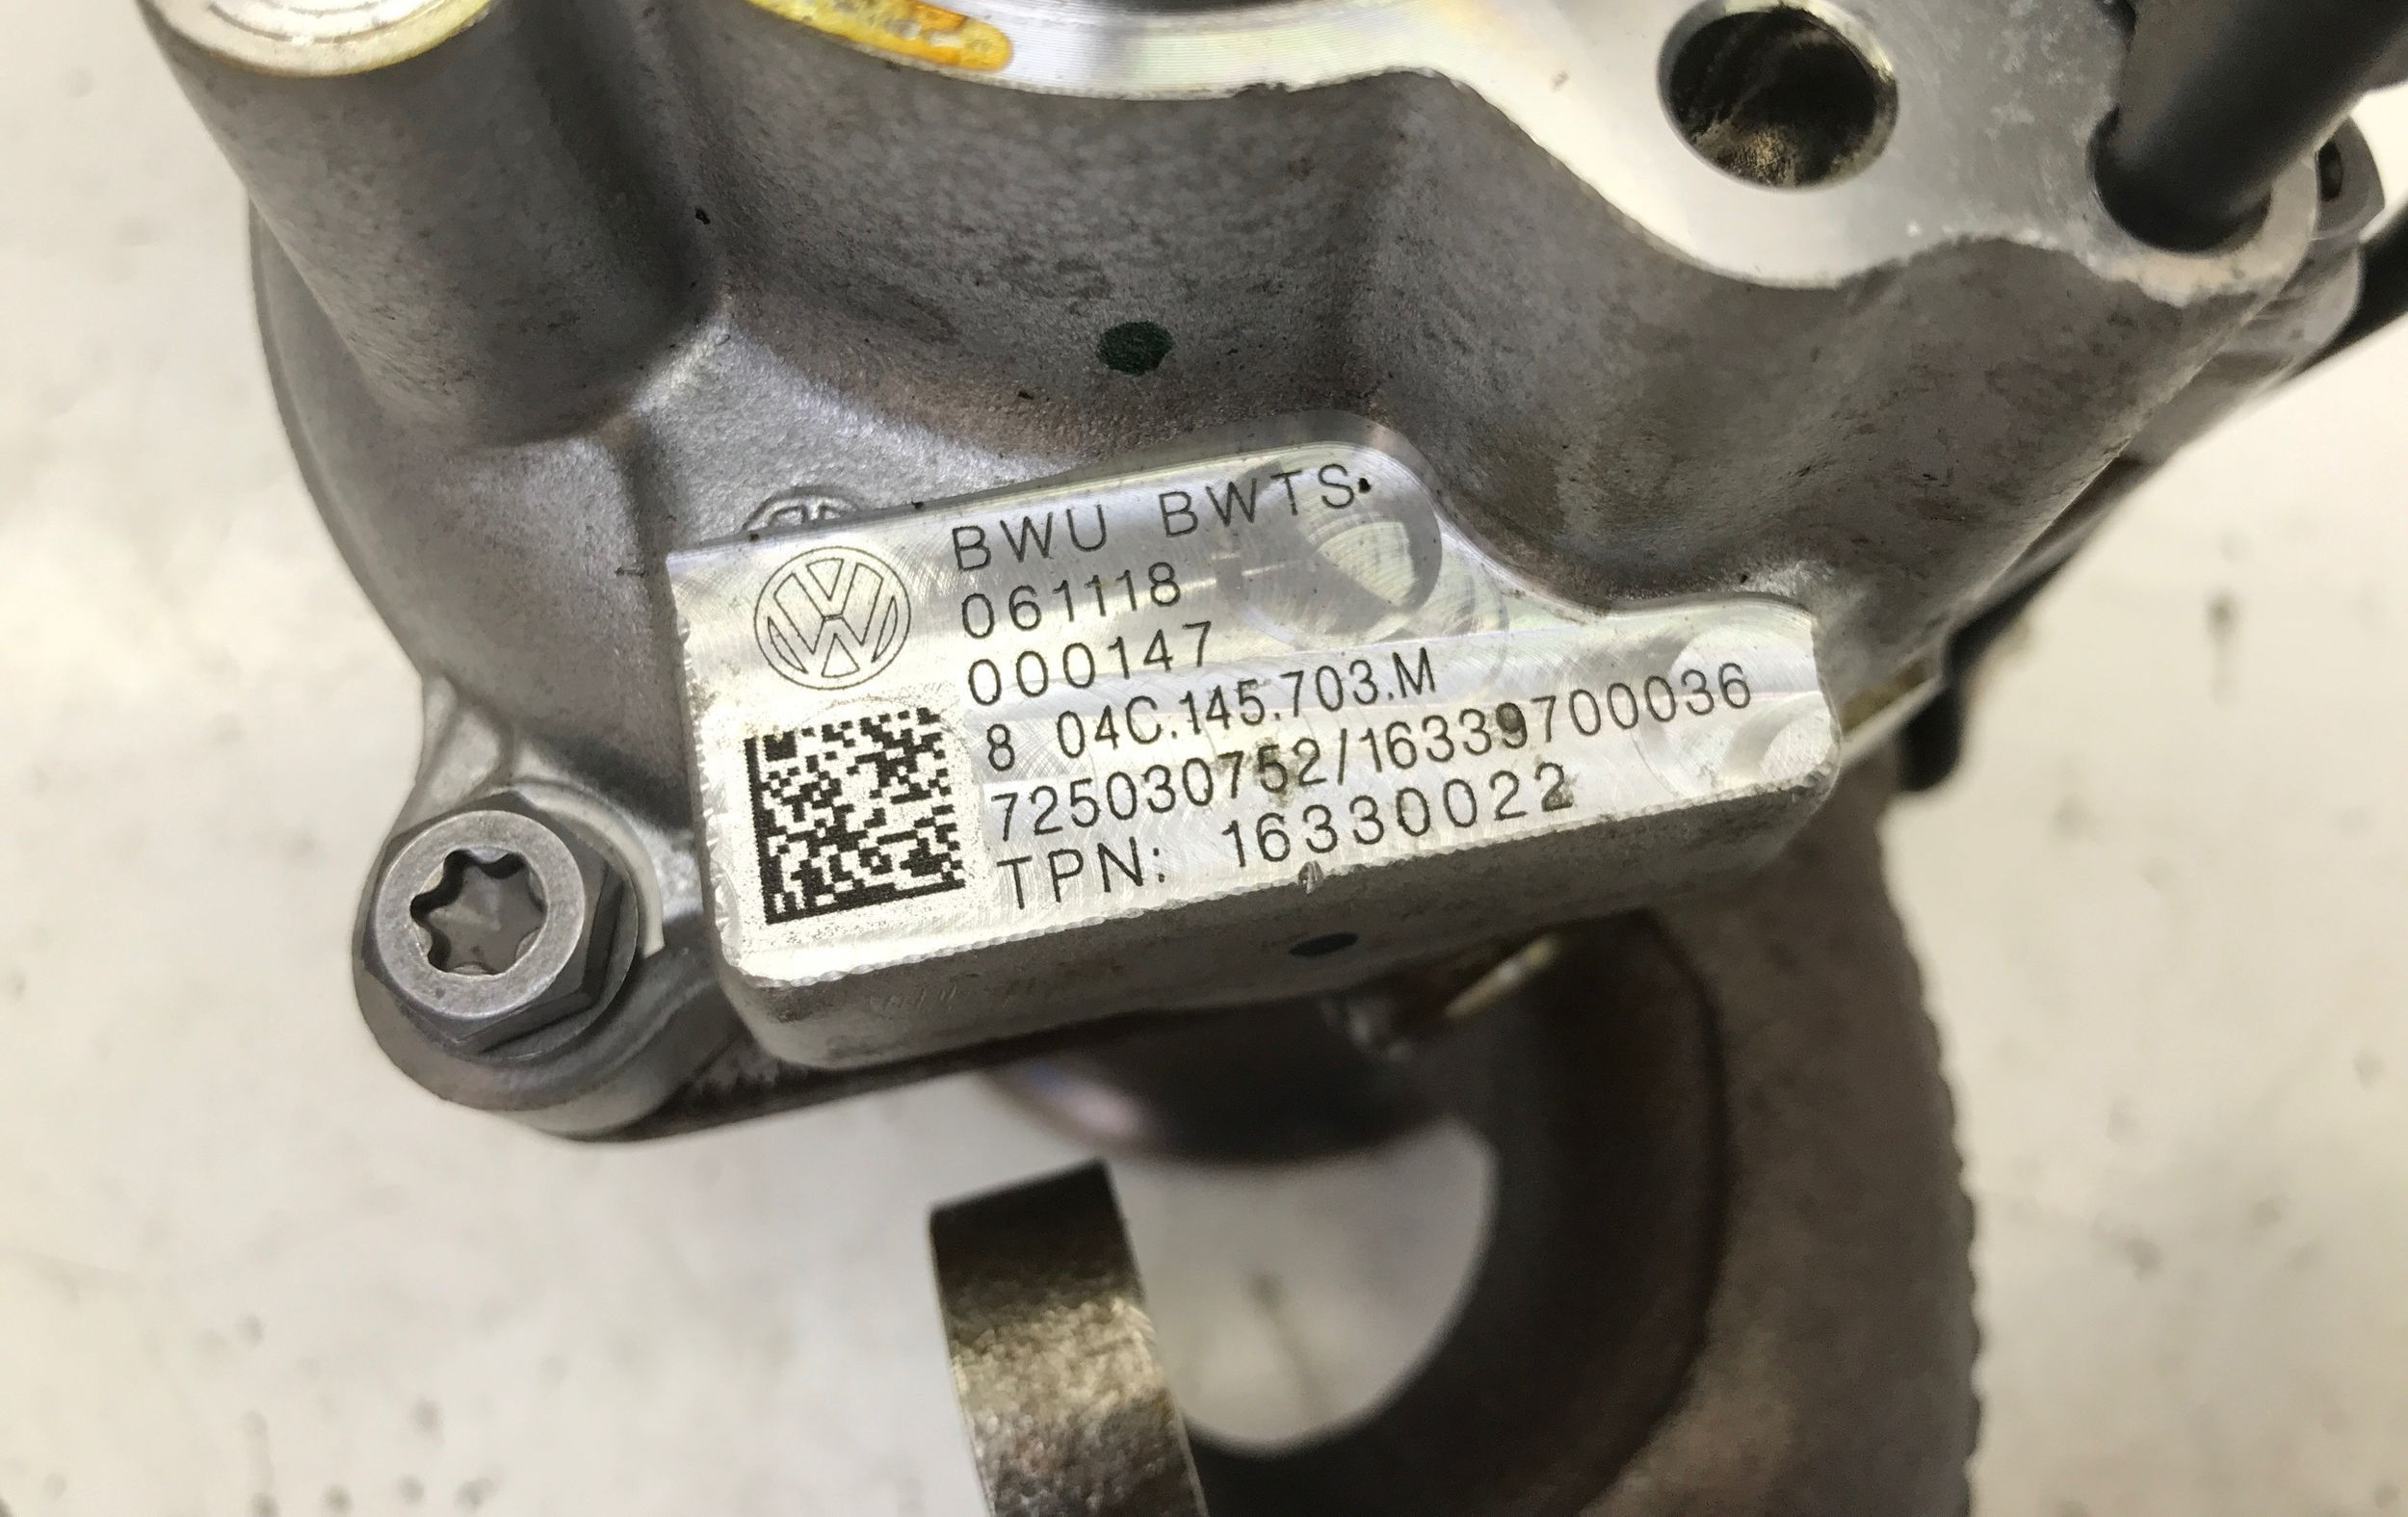 BWU BWTS
061118
000147
8 04C.145.703.M
725030752/16339700036
TPN: 16330022